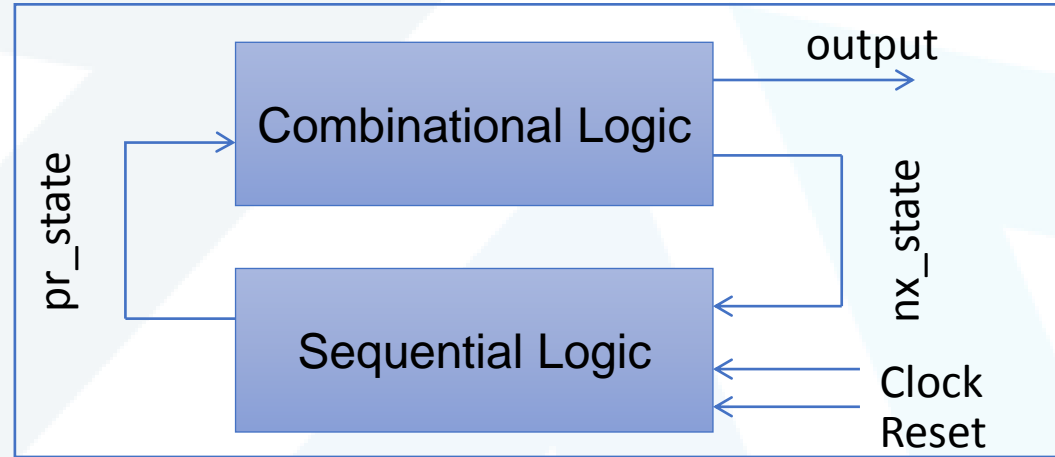 output
Combinational Logic
pr_state
nx_state
Sequential Logic
Clock
Reset